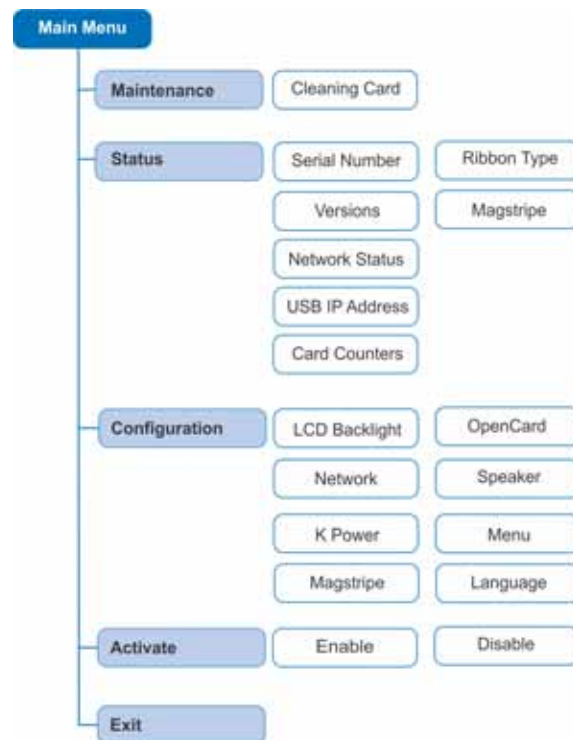 Main Menu
Maintenance
Cleaning Card
Status
Serial Number
Ribbon Type
Versions
Magstripe
Network Status
USB IP Address
Card Counters
Configuration
LCD Backlight
OpenCard
Network
Speaker
K Power
Menu
Magstripe
Language
Activate
Enable
Disable
Exit